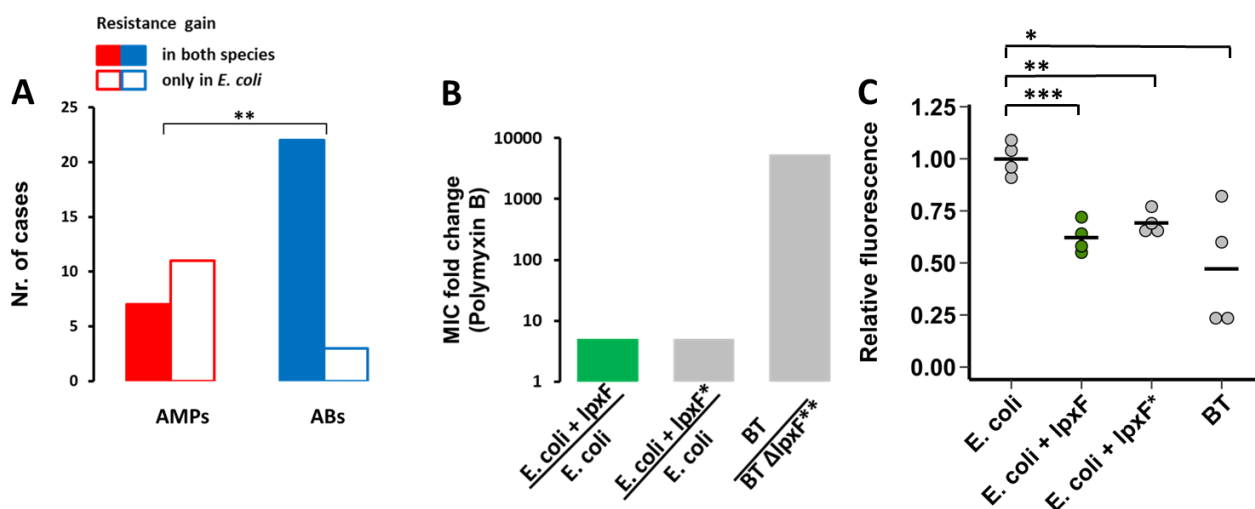 Resistance gain
in both species
only in E. coli
A
25
20
15
10
5
0
Nr. of cases
**
AMPs
ABs
B
10000
1000
100
10
1
MIC fold change
(Polymyxin B)
E. coli + lpxF
E. coli
E. coli + lpxF*
E. coli
BT
BT ΔlpxF**
C
*
**
***
1.25
1.00
0.75
0.50
0.25
0.00
Relative fluorescence
E. coli
E. coli + lpxF
E. coli + lpxF*
BT